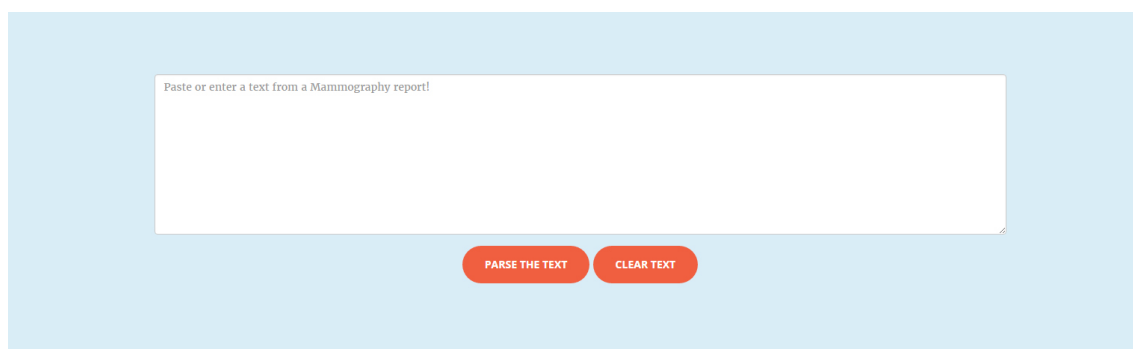 Paste or enter a text from a Mammography report!
PARSE THE TEXT
CLEAR TEXT